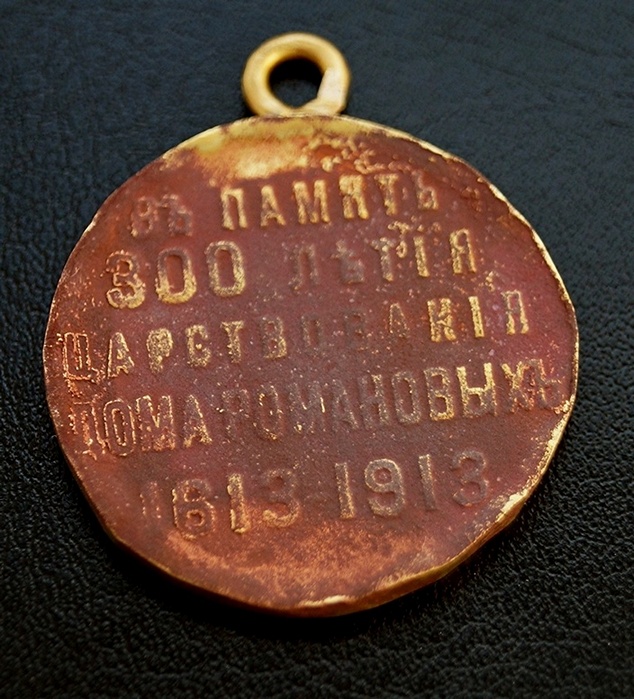 ВЪ ПАМЯТЬ
300 ЛѢТІЯ
ЦАРСТВОВАНІЯ
ДОМА РОМАНОВЫХЪ
1613-1913